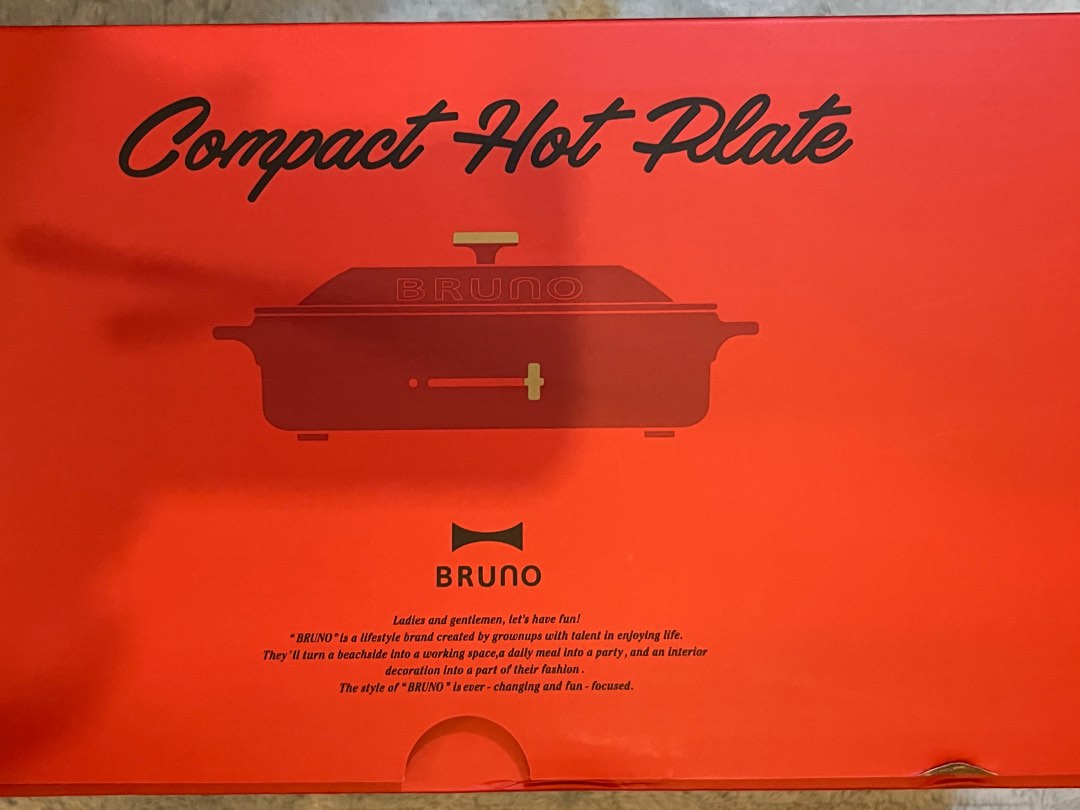 Compact Hot Plate
BRUNO
BRUNO
Ladies and gentlemen, let's have fun!
"BRUNO" is a lifestyle brand created by grownups with talent in enjoying life.
They'll turn a beachside into a working space,a daily meal into a party, and an interior
decoration into a part of their fashion.
The style of "BRUNO" is ever - changing and fun - focused.